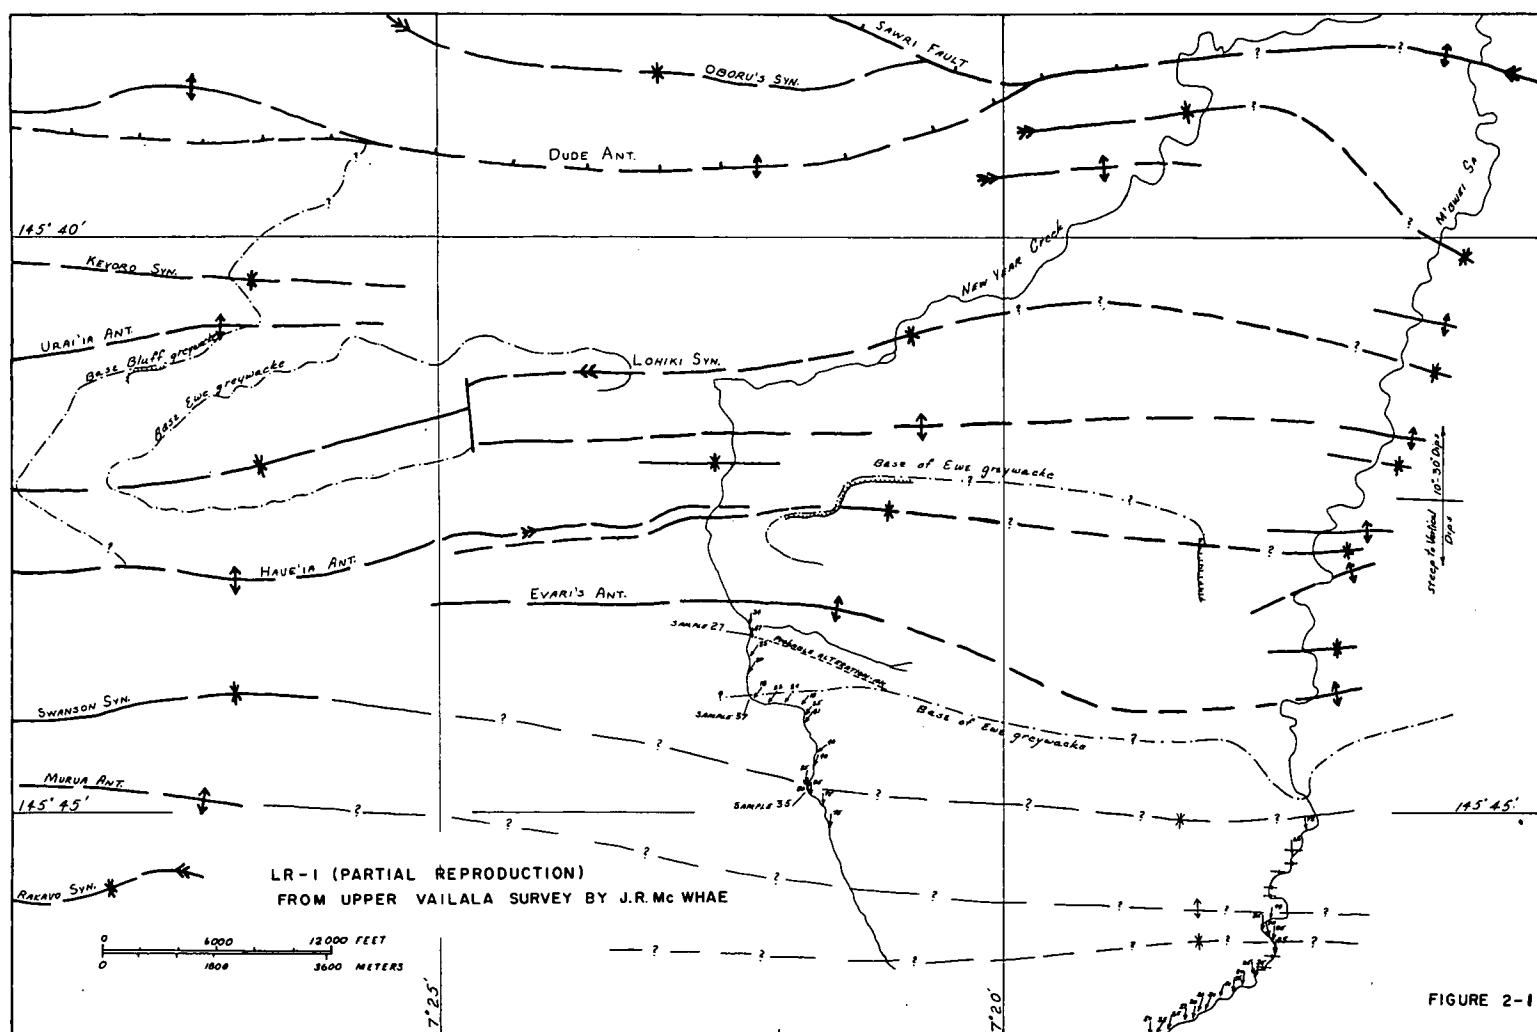 SAWRI FAULT
OBORU'S SYN.
DUDE ANT.
M'BWEI
145° 40'
KEVORO SYN.
NEW YEAR Creek
URAI'IA ANT.
Base Bluff greywacke
Base Ewe greywacke
LOHIKI SYN.
Base of Ewe greywacke
10°-30° Dips
Steep to Vertical
Dips
HAUE'IA ANT.
EVARI'S ANT.
SAMPLE 27
PROBABLE ALTERATION
SWANSON SYN.
SAMPLE 37
Base of Ewe greywacke
MURUA ANT.
145° 45'
SAMPLE 35
145° 45'
RAKAVO SYN.
LR-1 (PARTIAL REPRODUCTION)
FROM UPPER VAILALA SURVEY BY J.R. Mc WHAE
0 6000 12000 FEET
0 1800 3600 METERS
7° 25'
7° 20'
FIGURE 2-1